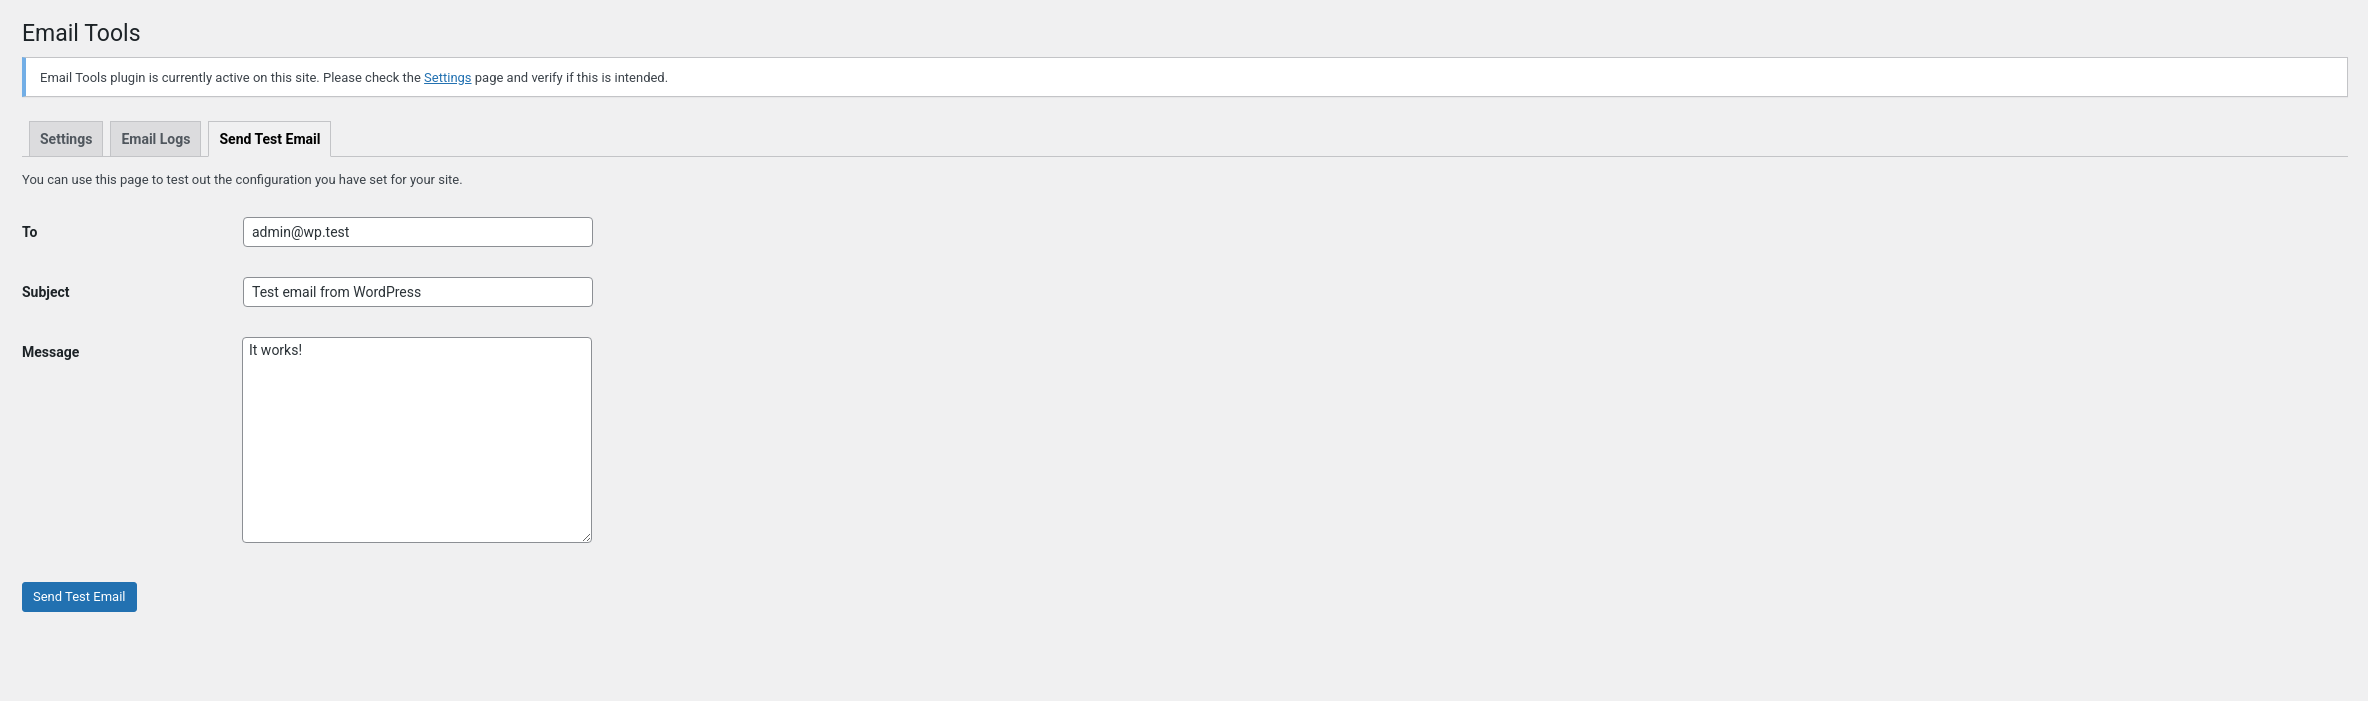 Email Tools
Email Tools plugin is currently active on this site. Please check the Settings page and verify if this is intended.
Settings Email Logs Send Test Email
You can use this page to test out the configuration you have set for your site.
To admin@wp.test
Subject Test email from WordPress
Message It works!
Send Test Email